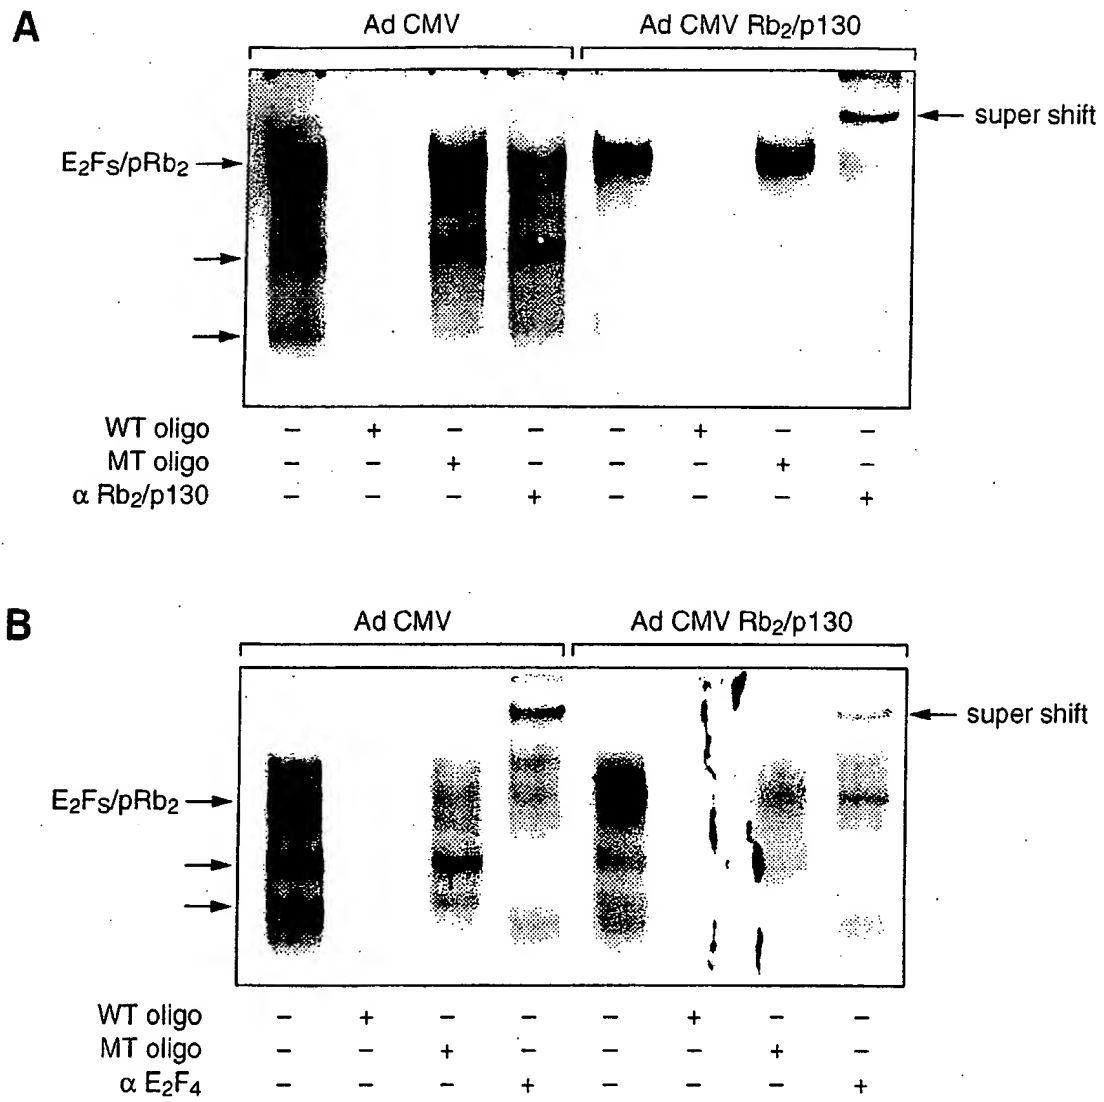 A
Ad CMV Ad CMV Rb2/p130
super shift
E2FS/pRb2
WT oligo – + – – – + – –
MT oligo – – + – – – + –
α Rb2/p130 – – – + – – – +
B
Ad CMV Ad CMV Rb2/p130
super shift
E2FS/pRb2
WT oligo – + – – – + – –
MT oligo – – + – – – + –
α E2F4 – – – + – – – +